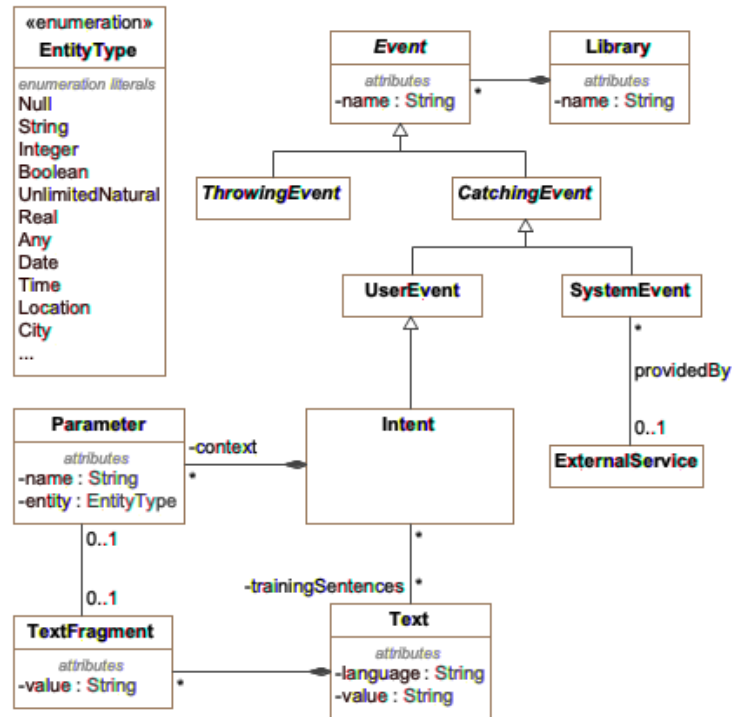 «enumeration»
EntityType
enumeration literals
Null
String
Integer
Boolean
UnlimitedNatural
Real
Any
Date
Time
Location
City
...
Event
attributes
-name : String
*
Library
attributes
-name : String
ThrowingEvent
CatchingEvent
UserEvent
SystemEvent
*
providedBy
0..1
ExternalService
Parameter
attributes
-name : String
-entity : EntityType
-context
*
Intent
0..1
0..1
*
-trainingSentences
*
TextFragment
attributes
-value : String
*
Text
attributes
-language : String
-value : String